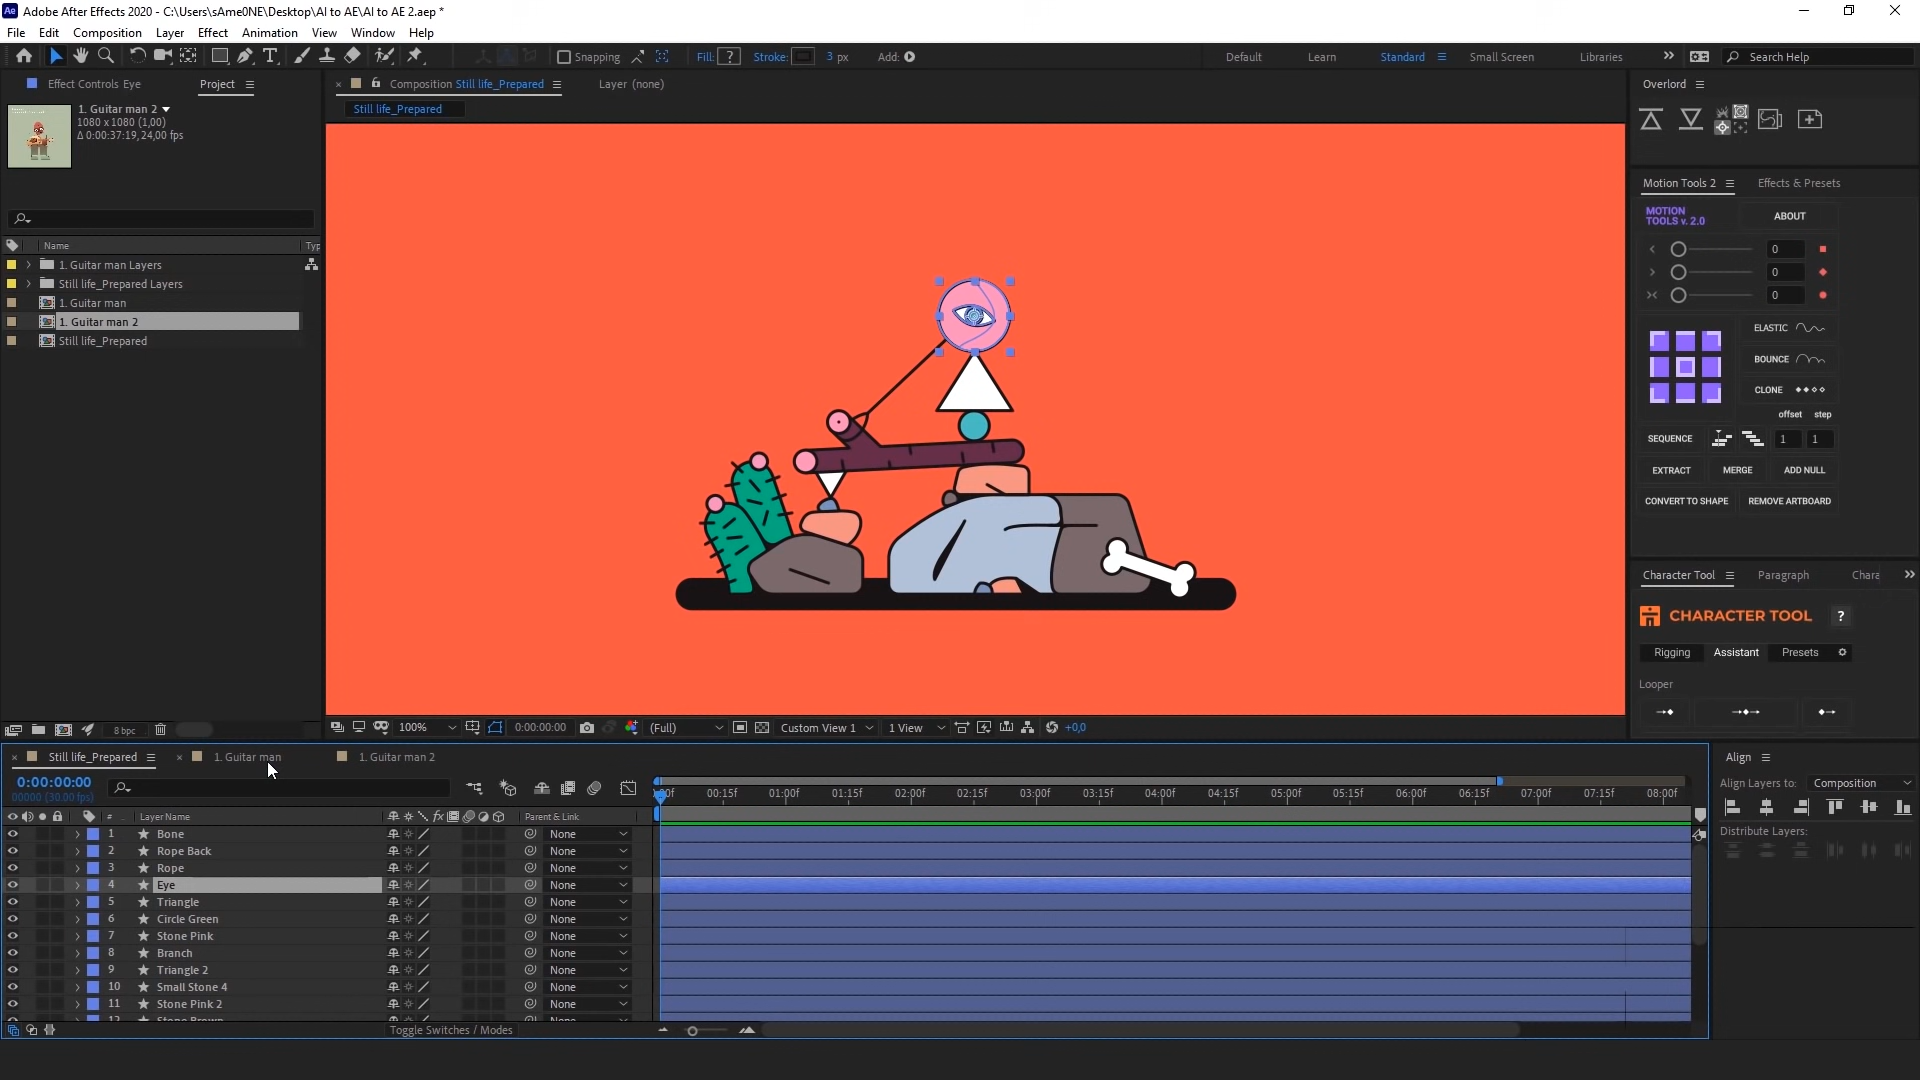 Adobe After Effects 2020 - C:\Users\sAme0NE\Desktop\AI to AE\AI to AE 2.aep *
File Edit Composition Layer Effect Animation View Window Help
Snapping Fill: ? Stroke: 3 px Add: Default Learn Standard Small Screen Libraries Search Help
Effect Controls Eye Project
Composition Still life_Prepared Layer (none)
Overlord
Still life_Prepared
1. Guitar man 2
1080 x 1080 (1,00)
Δ 0:00:37:19, 24,00 fps
Motion Tools 2 Effects & Presets
MOTION TOOLS v. 2.0 ABOUT
Name Typ
0
0
0
1. Guitar man Layers
Still life_Prepared Layers
1. Guitar man
1. Guitar man 2
Still life_Prepared
ELASTIC
BOUNCE
CLONE
offset step
SEQUENCE 1 1
EXTRACT MERGE ADD NULL
CONVERT TO SHAPE REMOVE ARTBOARD
Character Tool Paragraph Chara
CHARACTER TOOL ?
Rigging Assistant Presets
Looper
8 bpc 100% 0:00:00:00 (Full) Custom View 1 1 View +0,0
Still life_Prepared 1. Guitar man 1. Guitar man 2
Align
0:00:00:00
00000 (30.00 fps)
Align Layers to: Composition
Distribute Layers:
:00f 00:15f 01:00f 01:15f 02:00f 02:15f 03:00f 03:15f 04:00f 04:15f 05:00f 05:15f 06:00f 06:15f 07:00f 07:15f 08:00f
# Layer Name fx Parent & Link
1 Bone None
2 Rope Back None
3 Rope None
4 Eye None
5 Triangle None
6 Circle Green None
7 Stone Pink None
8 Branch None
9 Triangle 2 None
10 Small Stone 4 None
11 Stone Pink 2 None
12 Stone Brown None
Toggle Switches / Modes